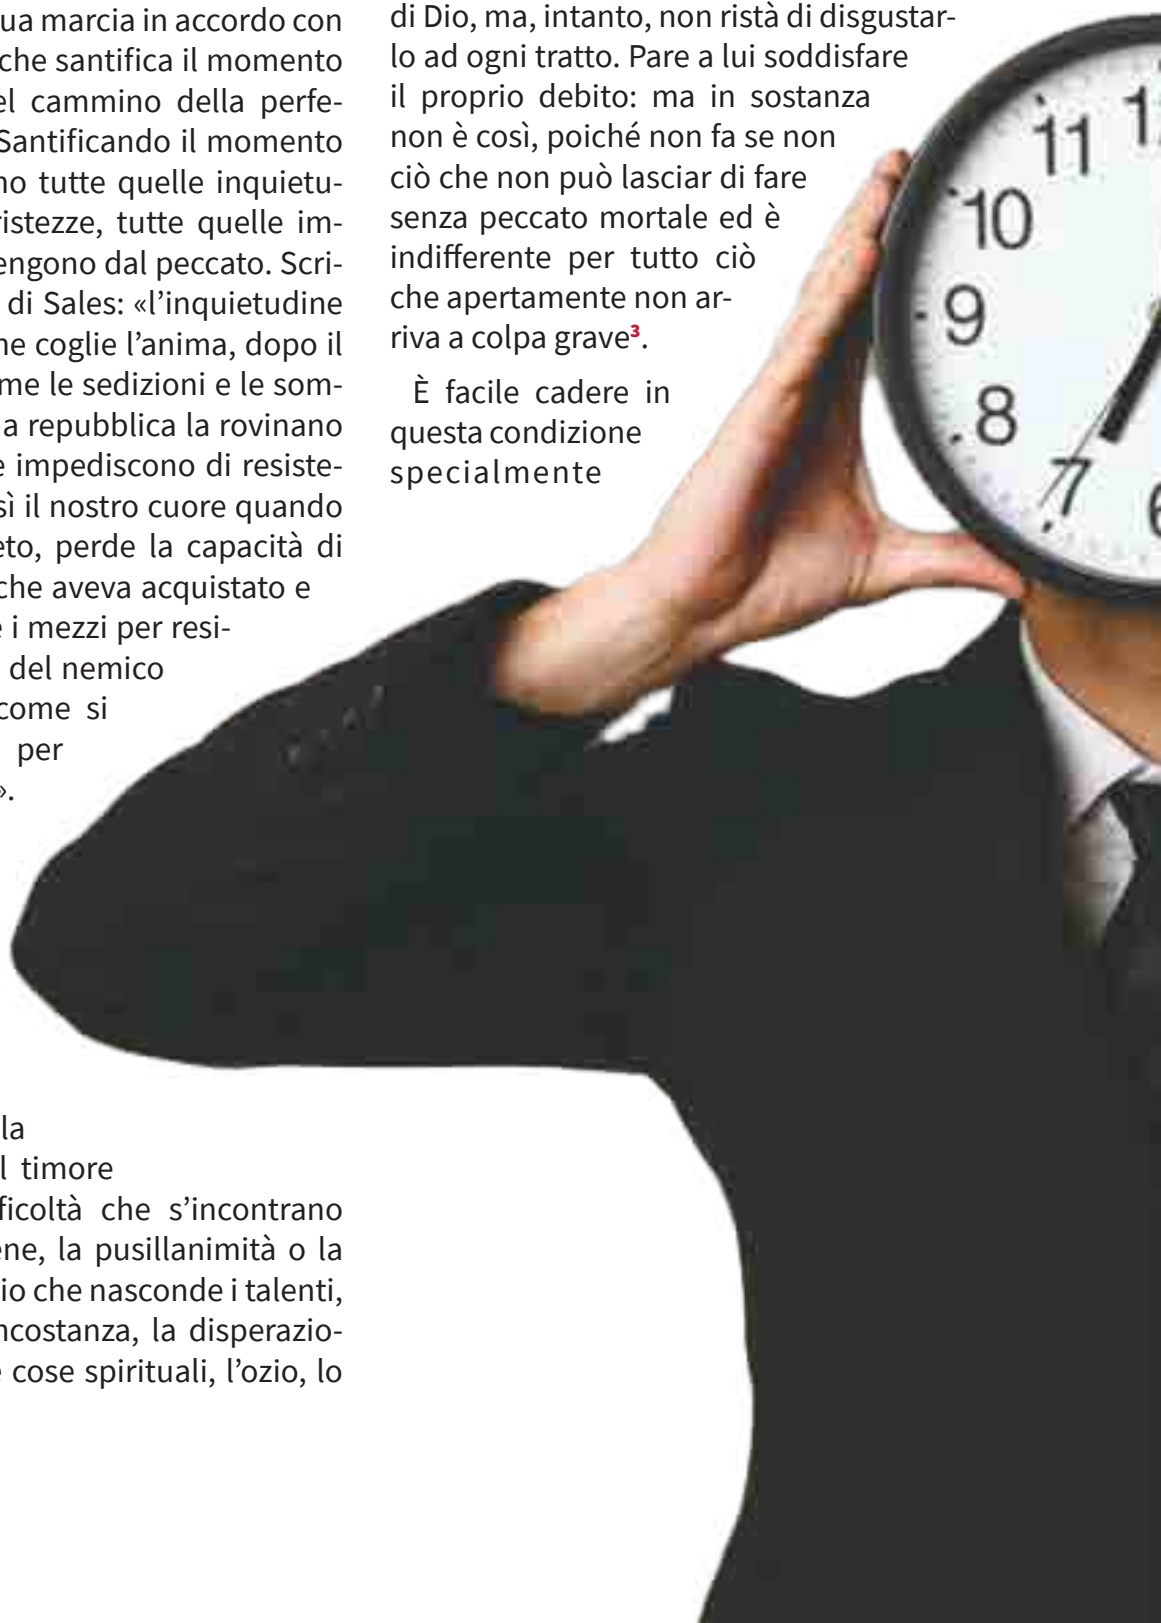 ua marcia in accordo con
che santifica il momento
el cammino della perfe-
Santificando il momento
no tutte quelle inquietu-
ristezze, tutte quelle im-
engono dal peccato. Scri-
di Sales: «l’inquietudine
he coglie l’anima, dopo il
me le sedizioni e le som-
a repubblica la rovinano
e impediscono di resiste-
sì il nostro cuore quando
eto, perde la capacità di
che aveva acquistato e
e i mezzi per resi-
del nemico
come si
per
».
la
l timore
ficoltà che s’incontrano
ene, la pusillanimità o la
io che nasconde i talenti,
ncostanza, la disperazio-
e cose spirituali, l’ozio, lo
di Dio, ma, intanto, non ristà di disgustar-
lo ad ogni tratto. Pare a lui soddisfare
il proprio debito: ma in sostanza
non è così, poiché non fa se non
ciò che non può lasciar di fare
senza peccato mortale ed è
indifferente per tutto ciò
che apertamente non ar-
riva a colpa grave³.
È facile cadere in
questa condizione
specialmente
11
10
9
8
7
6